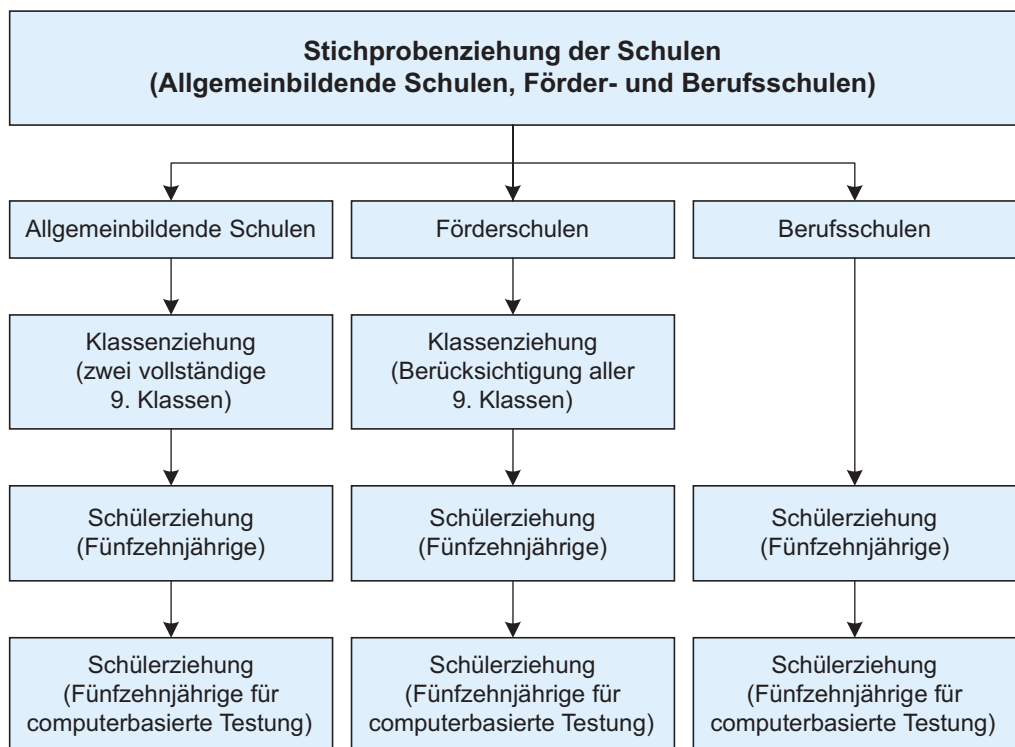 Stichprobenziehung der Schulen
(Allgemeinbildende Schulen, Förder- und Berufsschulen)
Allgemeinbildende Schulen
Förderschulen
Berufsschulen
Klassenziehung
(zwei vollständige
9. Klassen)
Klassenziehung
(Berücksichtigung aller
9. Klassen)
Schülerziehung
(Fünfzehnjährige)
Schülerziehung
(Fünfzehnjährige)
Schülerziehung
(Fünfzehnjährige)
Schülerziehung
(Fünfzehnjährige für
computerbasierte Testung)
Schülerziehung
(Fünfzehnjährige für
computerbasierte Testung)
Schülerziehung
(Fünfzehnjährige für
computerbasierte Testung)